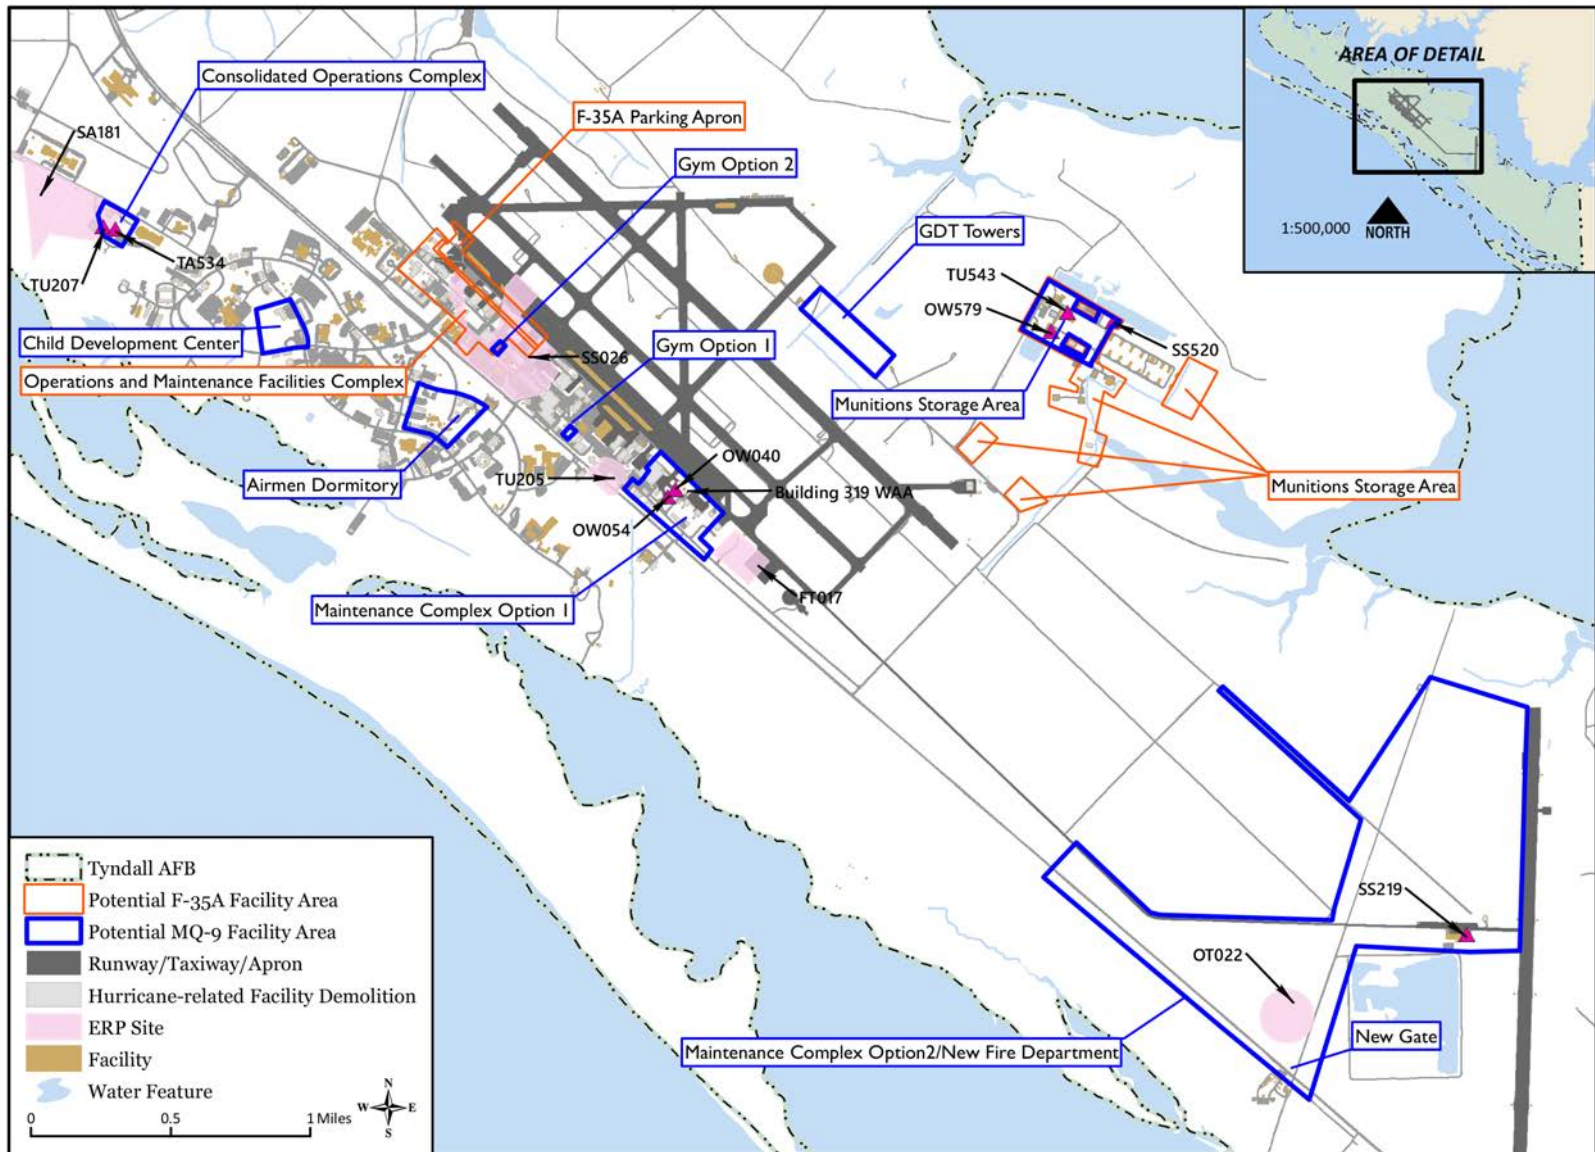 AREA OF DETAIL
1:500,000
NORTH
Consolidated Operations Complex
F-35A Parking Apron
SA181
Gym Option 2
GDT Towers
TA534
TU207
TU543
OW579
SS520
Child Development Center
SS026
Gym Option 1
Operations and Maintenance Facilities Complex
Munitions Storage Area
OW040
TU205
Airmen Dormitory
Building 319 WAA
Munitions Storage Area
OW054
Maintenance Complex Option 1
FT017
SS219
OT022
New Gate
Maintenance Complex Option2/New Fire Department
Tyndall AFB
Potential F-35A Facility Area
Potential MQ-9 Facility Area
Runway/Taxiway/Apron
Hurricane-related Facility Demolition
ERP Site
Facility
Water Feature
0 0.5 1 Miles
N
W E
S